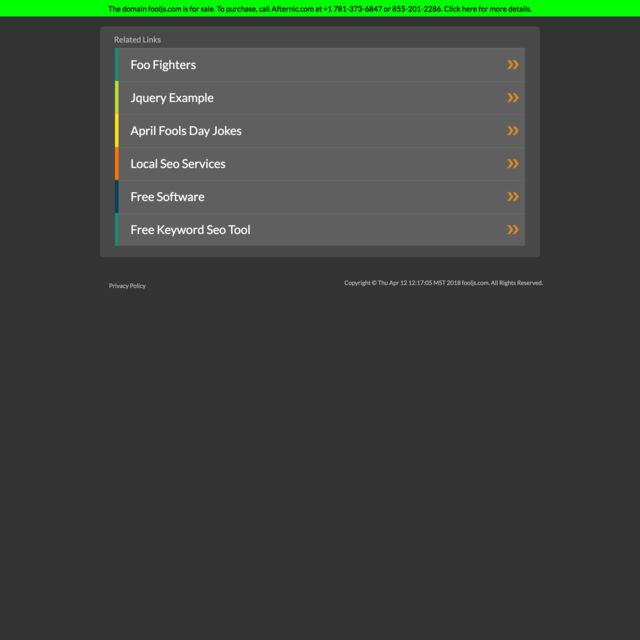 The domain fooljs.com is for sale. To purchase, call Afternic.com at +1 781-373-6847 or 855-201-2286. Click here for more details.
Related Links
Foo Fighters
Jquery Example
April Fools Day Jokes
Local Seo Services
Free Software
Free Keyword Seo Tool
Copyright © Thu Apr 12 12:17:05 MST 2018 fooljs.com. All Rights Reserved.
Privacy Policy